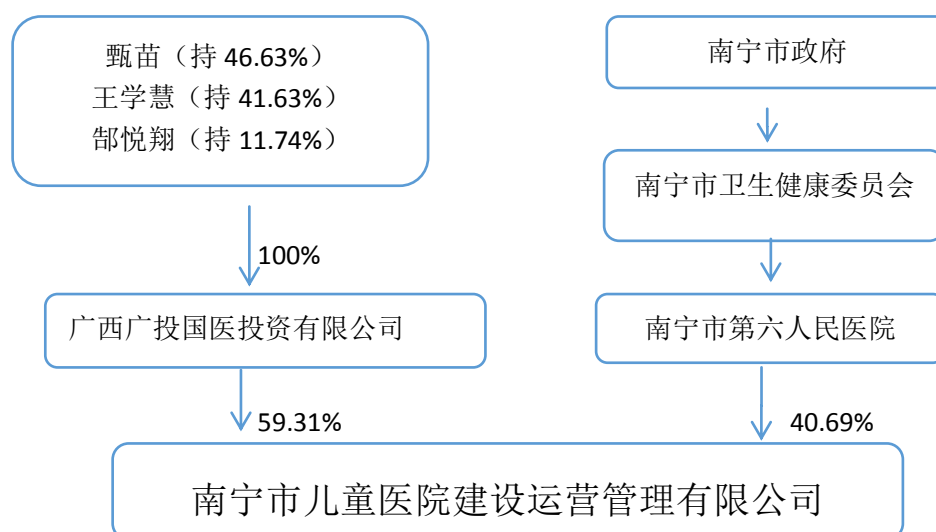 甄苗（持 46.63%）
王学慧（持 41.63%）
郜悦翔（持 11.74%）
南宁市政府
南宁市卫生健康委员会
100%
广西广投国医投资有限公司
南宁市第六人民医院
59.31%
40.69%
南宁市儿童医院建设运营管理有限公司